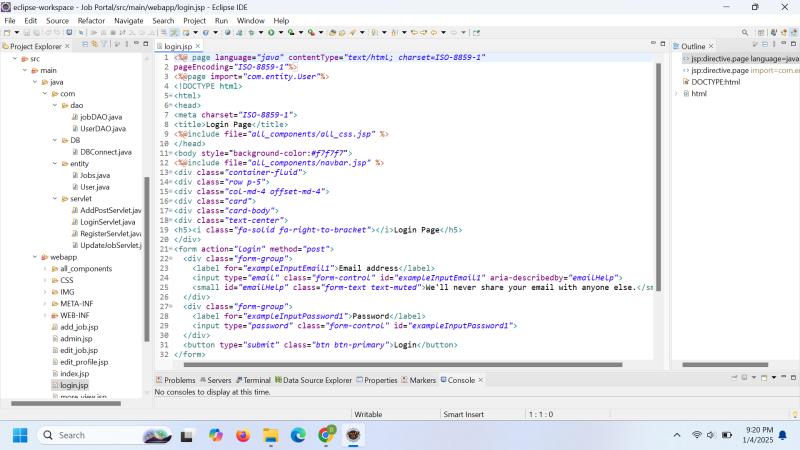 eclipse-workspace - Job Portal/src/main/webapp/login.jsp - Eclipse IDE
File Edit Source Refactor Navigate Search Project Run Window Help
Project Explorer
src
main
java
com
dao
jobDAO.java
UserDAO.java
DB
DBConnect.java
entity
Jobs.java
User.java
servlet
AddPostServlet.java
LoginServlet.java
RegisterServlet.java
UpdateJobServlet.j
webapp
all_components
CSS
IMG
META-INF
WEB-INF
add_job.jsp
admin.jsp
edit_job.jsp
edit_profile.jsp
index.jsp
login.jsp
more_view.jsp
login.jsp
1 <%@ page language="java" contentType="text/html; charset=ISO-8859-1"
2 pageEncoding="ISO-8859-1"%>
3 <%@page import="com.entity.User"%>
4 <!DOCTYPE html>
5 <html>
6 <head>
7 <meta charset="ISO-8859-1">
8 <title>Login Page</title>
9 <%@include file="all_components/all_css.jsp" %>
10 </head>
11 <body style="background-color:#f7f7f7">
12 <%@include file="all_components/navbar.jsp" %>
13 <div class="container-fluid">
14 <div class="row p-5">
15 <div class="col-md-4 offset-md-4">
16 <div class="card">
17 <div class="card-body">
18 <div class="text-center">
19 <h5><i class="fa-solid fa-right-to-bracket"></i>Login Page</h5>
20 </div>
21 <form action="login" method="post">
22 <div class="form-group">
23 <label for="exampleInputEmail1">Email address</label>
24 <input type="email" class="form-control" id="exampleInputEmail1" aria-describedby="emailHelp">
25 <small id="emailHelp" class="form-text text-muted">We'll never share your email with anyone else.</sm
26 </div>
27 <div class="form-group">
28 <label for="exampleInputPassword1">Password</label>
29 <input type="password" class="form-control" id="exampleInputPassword1">
30 </div>
31 <button type="submit" class="btn btn-primary">Login</button>
32 </form>
Outline
jsp:directive.page language=java
jsp:directive.page import=com.e
DOCTYPE:html
html
Problems Servers Terminal Data Source Explorer Properties Markers Console
No consoles to display at this time.
Writable Smart Insert 1 : 1 : 0
Search
9:20 PM
1/4/2025